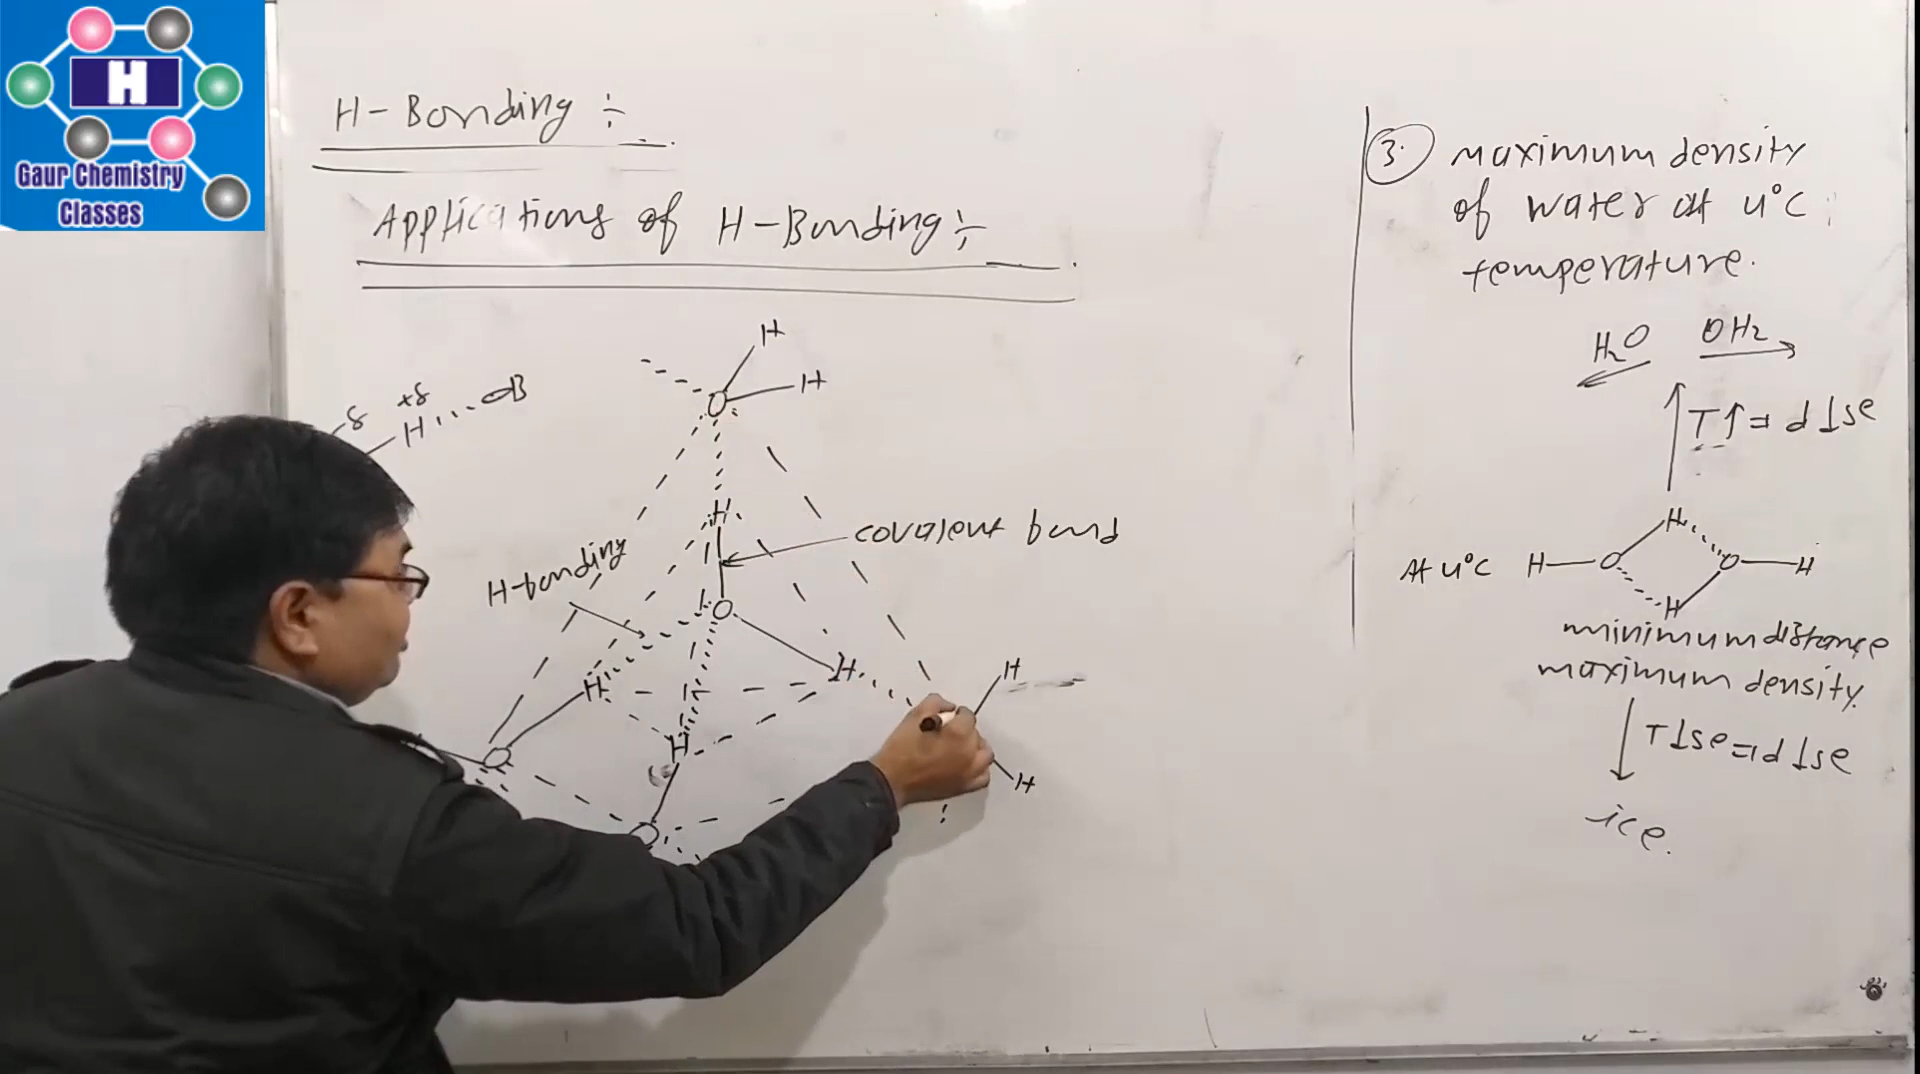 H
Gaur Chemistry
Classes
H-Bonding :-
Applications of H-Bonding :-
δ
+δ
H
B
H
H
H
covalent bond
H-bonding
O
O
H
H
H
H
H
O
O
3. maximum density
of water at 4°C
temperature.
H2O OH2
T↑ = d↓se
At 4°C H—O H O—H
H
minimum distance
maximum density.
T↓se = d↓se
ice.